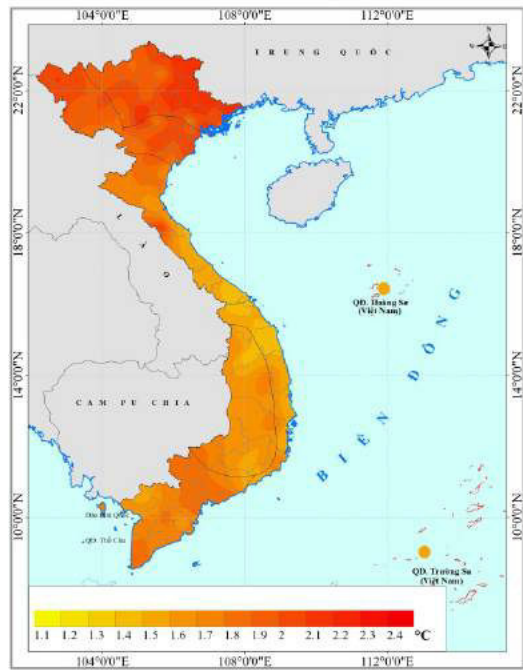 104°0'0"E 108°0'0"E 112°0'0"E
N
TRUNG QUỐC
22°0'0"N 22°0'0"N
LÀO
18°0'0"N 18°0'0"N
QĐ. Hoàng Sa
(Việt Nam)
BIỂN ĐÔNG
14°0'0"N 14°0'0"N
CAM PU CHIA
10°0'0"N 10°0'0"N
QĐ. Thổ Chu
QĐ. Trường Sa
(Việt Nam)
1.1 1.2 1.3 1.4 1.5 1.6 1.7 1.8 1.9 2 2.1 2.2 2.3 2.4 °C
104°0'0"E 108°0'0"E 112°0'0"E